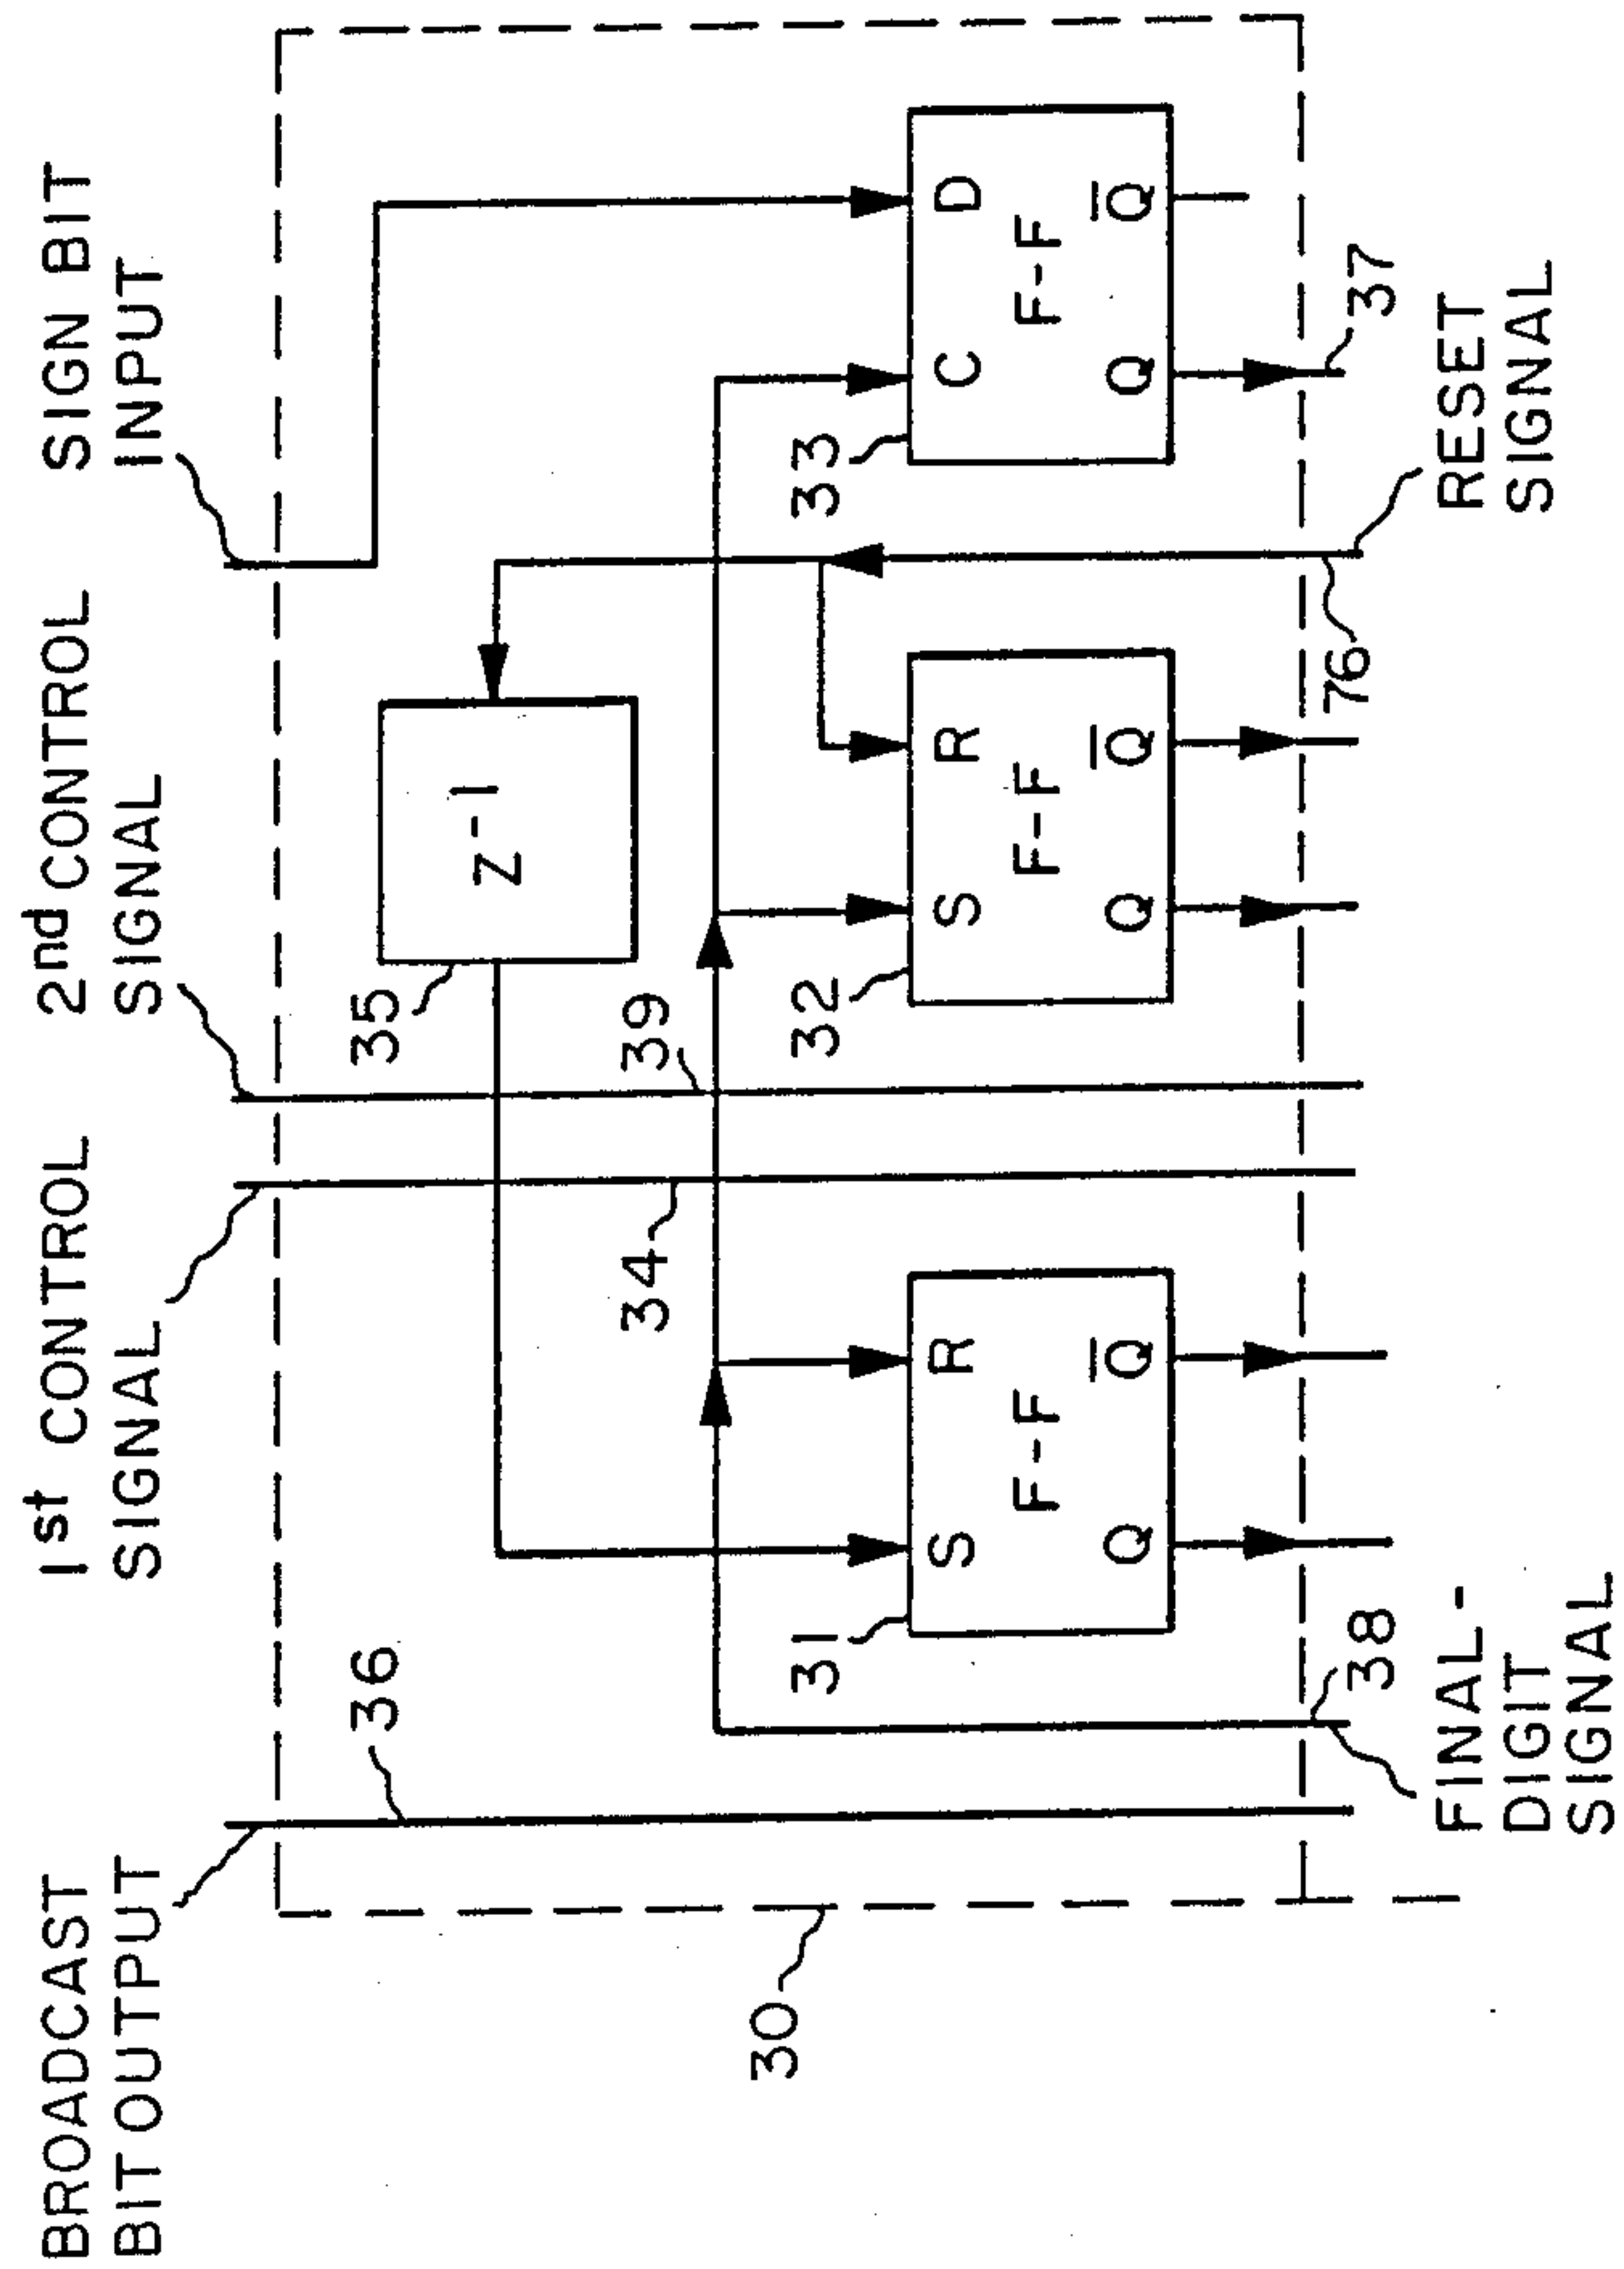 BROADCAST
BIT OUTPUT
1st CONTROL
SIGNAL
2nd CONTROL
SIGNAL
SIGN BIT
INPUT
36
35
Z-1
34
39
30
31
S
R
F-F
Q
Q̅
32
S
R
F-F
Q
Q̅
33
C
D
F-F
Q
Q̅
38
76
37
FINAL-
DIGIT
SIGNAL
RESET
SIGNAL